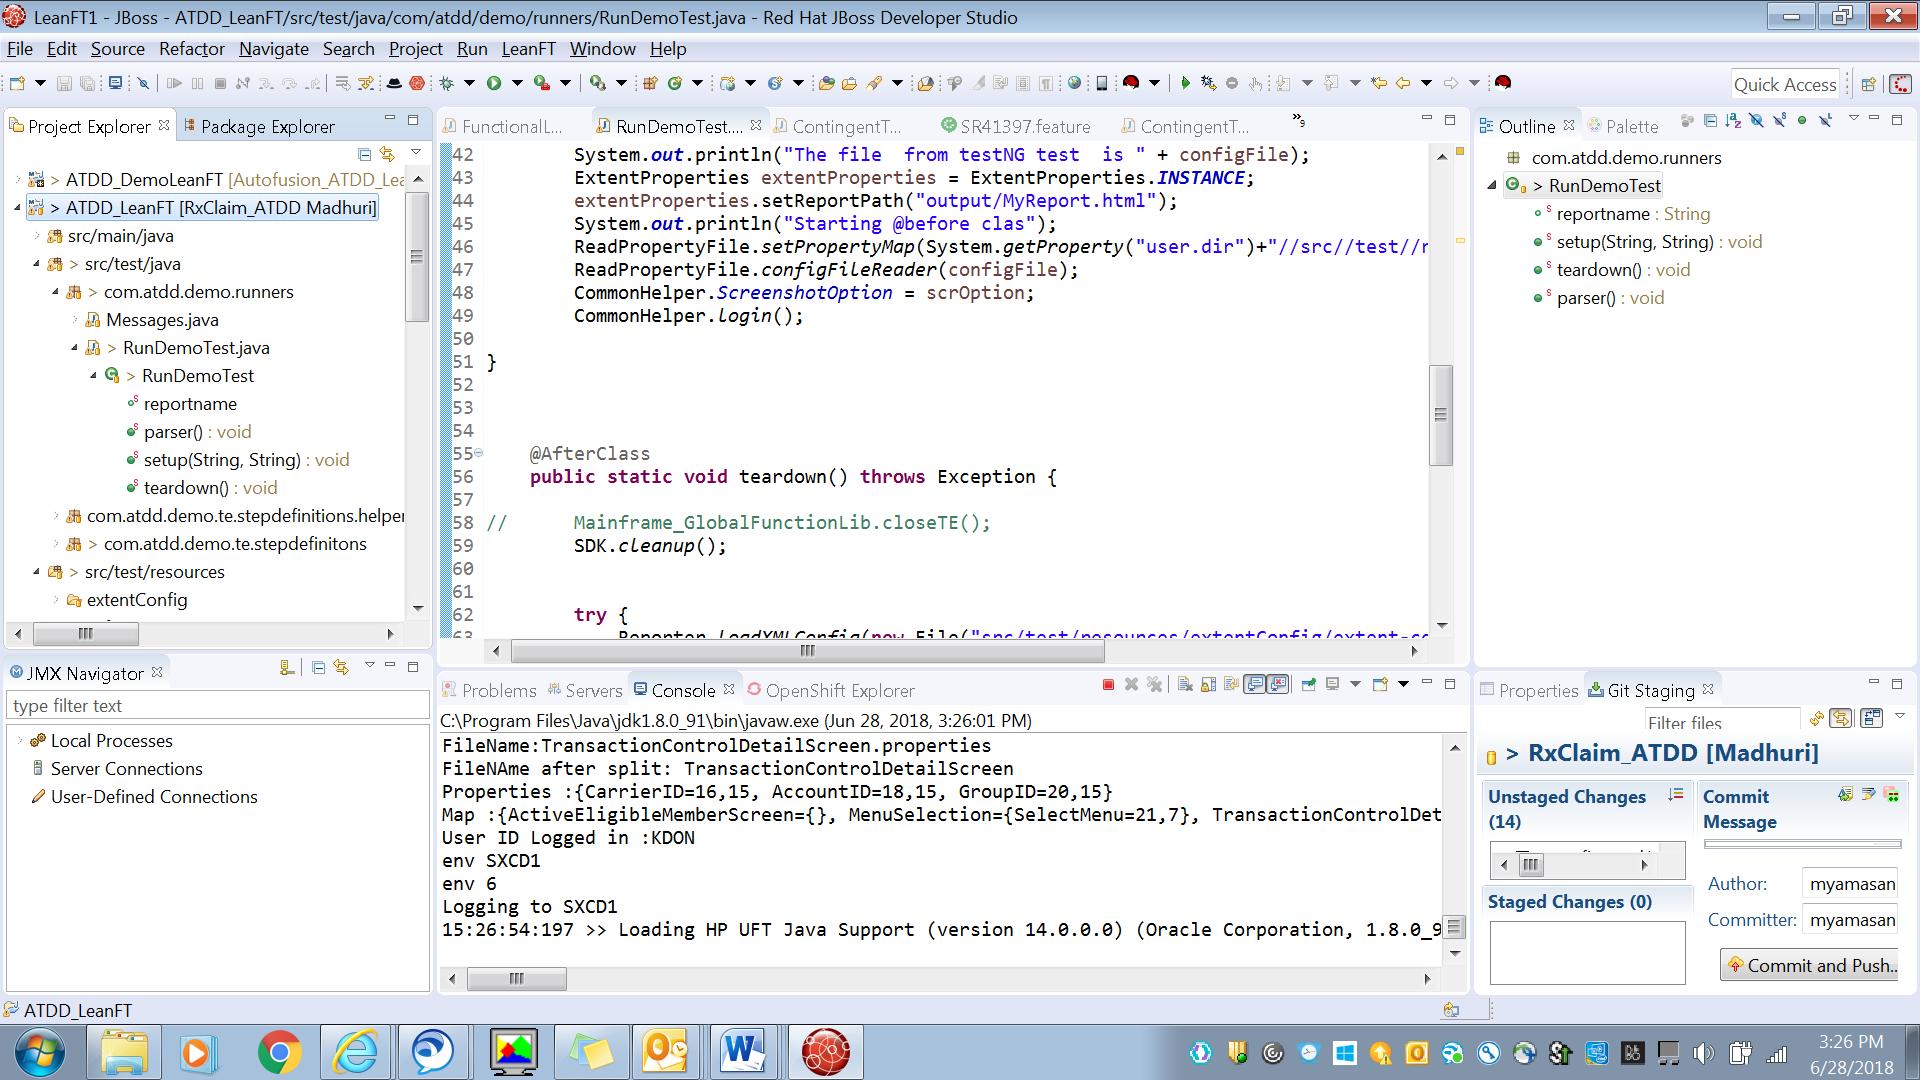 LeanFT1 - JBoss - ATDD_LeanFT/src/test/java/com/atdd/demo/runners/RunDemoTest.java - Red Hat JBoss Developer Studio
File Edit Source Refactor Navigate Search Project Run LeanFT Window Help
Quick Access
Project Explorer
Package Explorer
> ATDD_DemoLeanFT [Autofusion_ATDD_Le
> ATDD_LeanFT [RxClaim_ATDD Madhuri]
src/main/java
> src/test/java
> com.atdd.demo.runners
Messages.java
> RunDemoTest.java
> RunDemoTest
reportname
parser() : void
setup(String, String) : void
teardown() : void
com.atdd.demo.te.stepdefinitions.helper
> com.atdd.demo.te.stepdefinitons
> src/test/resources
extentConfig
FunctionalL...
RunDemoTest....
ContingentT...
SR41397.feature
ContingentT...
»9
42 System.out.println("The file  from testNG test  is " + configFile);
43 ExtentProperties extentProperties = ExtentProperties.INSTANCE;
44 extentProperties.setReportPath("output/MyReport.html");
45 System.out.println("Starting @before clas");
46 ReadPropertyFile.setPropertyMap(System.getProperty("user.dir")+"//src//test//r
47 ReadPropertyFile.configFileReader(configFile);
48 CommonHelper.ScreenshotOption = scrOption;
49 CommonHelper.login();
50
51 }
52
53
54
55 @AfterClass
56 public static void teardown() throws Exception {
57
58 // Mainframe_GlobalFunctionLib.closeTE();
59 SDK.cleanup();
60
61
62 try {
63 Reporter.loadXMLConfig(new File("src/test/resources/extentConfig/extent-co
Outline
Palette
com.atdd.demo.runners
> RunDemoTest
reportname : String
setup(String, String) : void
teardown() : void
parser() : void
JMX Navigator
type filter text
Local Processes
Server Connections
User-Defined Connections
Problems
Servers
Console
OpenShift Explorer
C:\Program Files\Java\jdk1.8.0_91\bin\javaw.exe (Jun 28, 2018, 3:26:01 PM)
FileName:TransactionControlDetailScreen.properties
FileNAme after split: TransactionControlDetailScreen
Properties :{CarrierID=16,15, AccountID=18,15, GroupID=20,15}
Map :{ActiveEligibleMemberScreen={}, MenuSelection={SelectMenu=21,7}, TransactionControlDet
User ID Logged in :KDON
env SXCD1
env 6
Logging to SXCD1
15:26:54:197 >> Loading HP UFT Java Support (version 14.0.0.0) (Oracle Corporation, 1.8.0_9
Properties
Git Staging
Filter files
> RxClaim_ATDD [Madhuri]
Unstaged Changes (14)
Commit Message
Staged Changes (0)
Author: myamasan
Committer: myamasan
Commit and Push..
ATDD_LeanFT
3:26 PM
6/28/2018